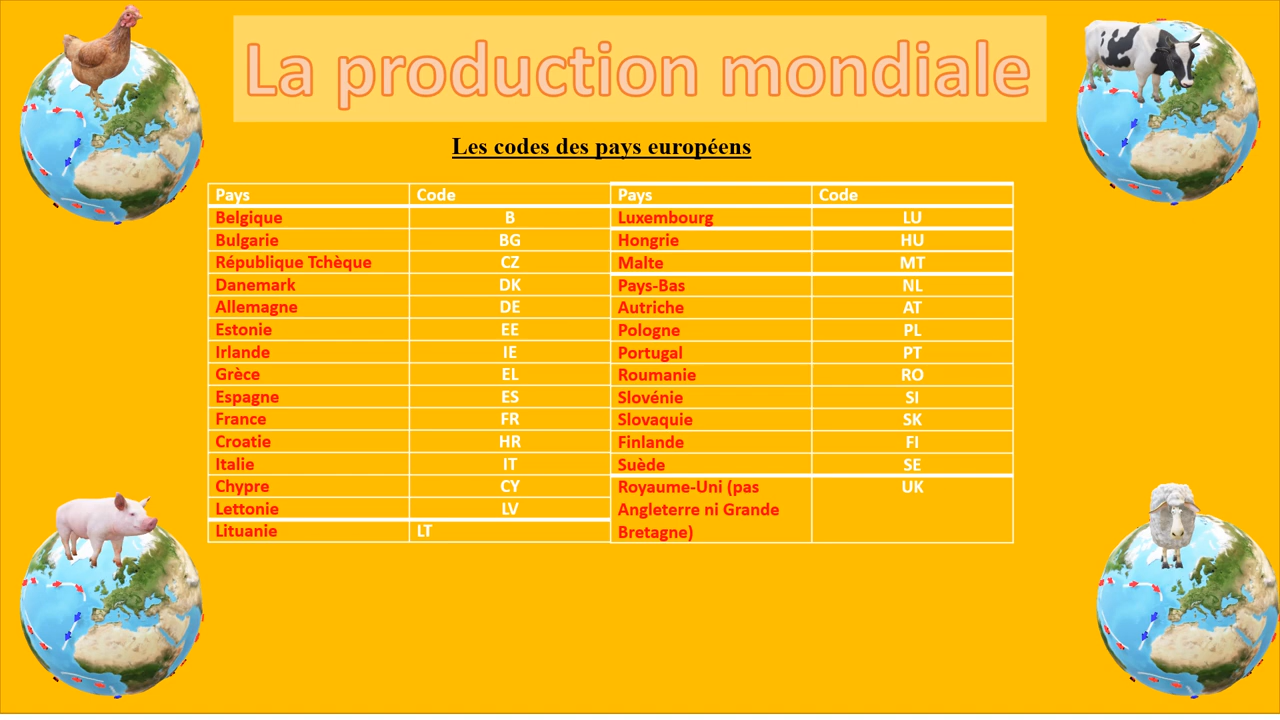 La production mondiale
Les codes des pays européens
Pays Code Pays Code
Belgique B Luxembourg LU
Bulgarie BG Hongrie HU
République Tchèque CZ Malte MT
Danemark DK Pays-Bas NL
Allemagne DE Autriche AT
Estonie EE Pologne PL
Irlande IE Portugal PT
Grèce EL Roumanie RO
Espagne ES Slovénie SI
France FR Slovaquie SK
Croatie HR Finlande FI
Italie IT Suède SE
Chypre CY Royaume-Uni (pas UK
Lettonie LV Angleterre ni Grande
Lituanie LT Bretagne)